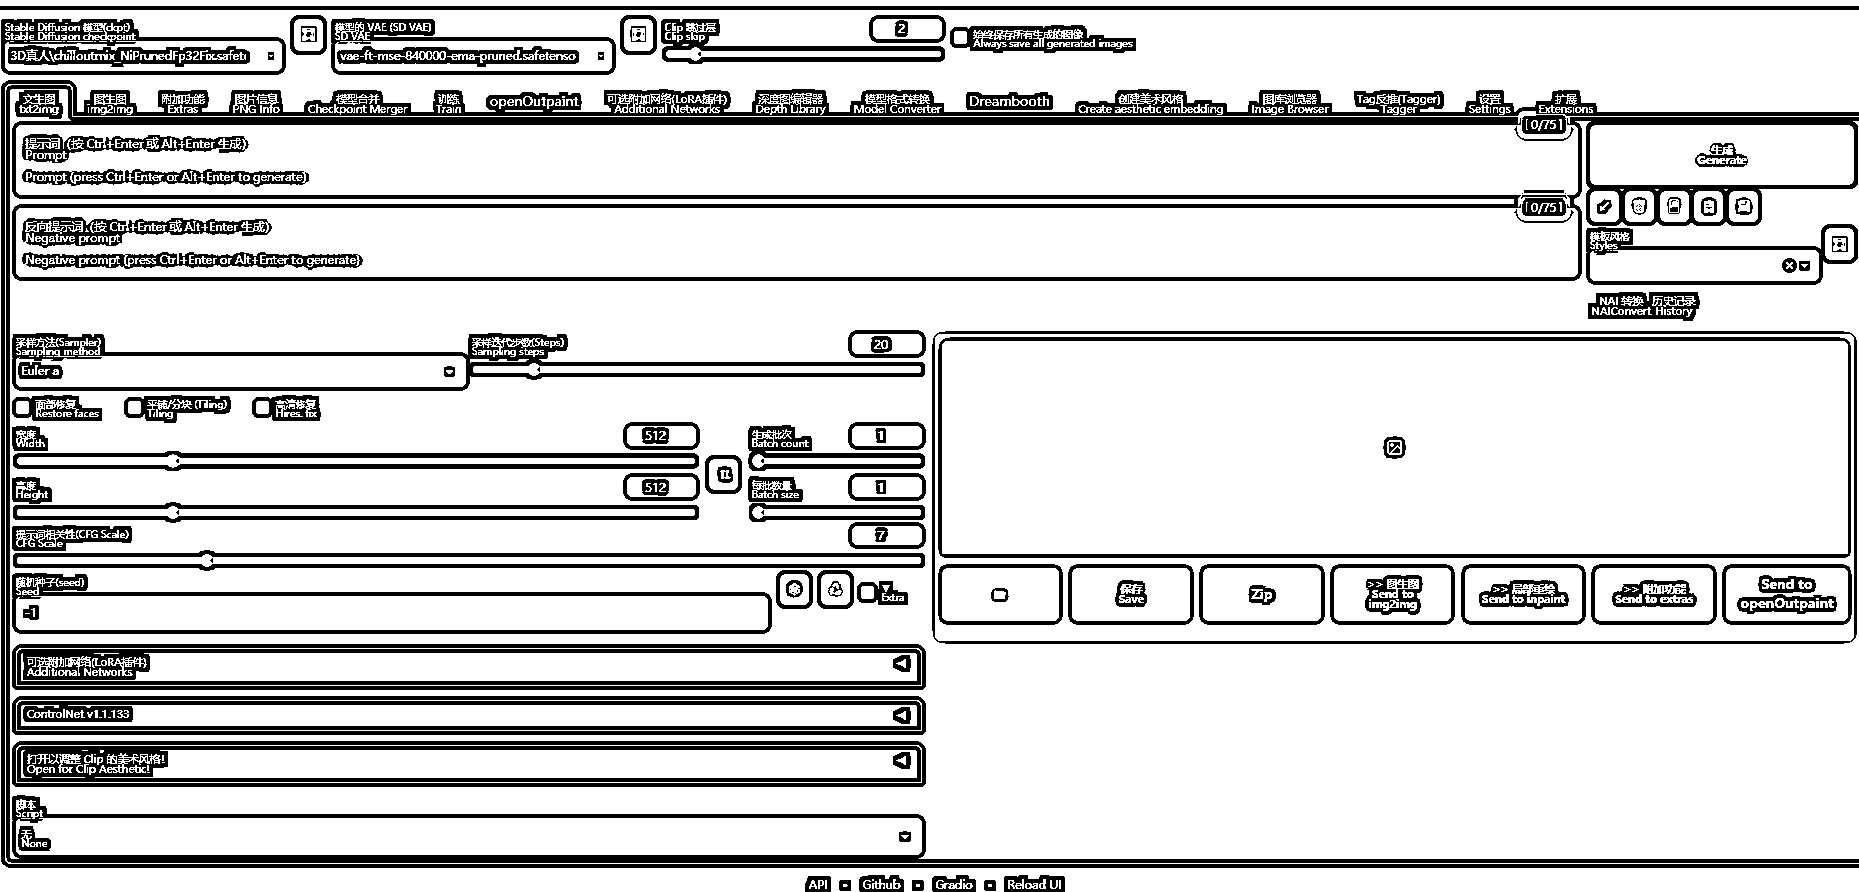 Stable Diffusion 模型(ckpt)
Stable Diffusion checkpoint
3D真人\chilloutmix_NiPrunedFp32Fix.safete
模型的 VAE (SD VAE)
SD VAE
vae-ft-mse-840000-ema-pruned.safetenso
Clip 跳过层
Clip skip
2
始终保存所有生成的图像
Always save all generated images
文生图
txt2img
图生图
img2img
附加功能
Extras
图片信息
PNG Info
模型合并
Checkpoint Merger
训练
Train
openOutpaint
可选附加网络(LoRA插件)
Additional Networks
深度图编辑器
Depth Library
模型格式转换
Model Converter
Dreambooth
创建美术风格
Create aesthetic embedding
图库浏览器
Image Browser
Tag反推(Tagger)
Tagger
设置
Settings
扩展
Extensions
0/75
提示词 (按 Ctrl+Enter 或 Alt+Enter 生成)
Prompt
Prompt (press Ctrl+Enter or Alt+Enter to generate)
生成
Generate
0/75
反向提示词 (按 Ctrl+Enter 或 Alt+Enter 生成)
Negative prompt
Negative prompt (press Ctrl+Enter or Alt+Enter to generate)
模板风格
Styles
NAI 转换 历史记录
NAIConvert History
采样方法(Sampler)
Sampling method
Euler a
采样迭代步数(Steps)
Sampling steps
20
面部修复
Restore faces
平铺/分块 (Tiling)
Tiling
高清修复
Hires. fix
宽度
Width
512
生成批次
Batch count
1
高度
Height
512
每批数量
Batch size
1
提示词相关性(CFG Scale)
CFG Scale
7
随机种子(seed)
Seed
-1
Extra
保存
Save
Zip
>> 图生图
Send to
img2img
>> 局部重绘
Send to inpaint
>> 附加功能
Send to extras
Send to
openOutpaint
可选附加网络(LoRA插件)
Additional Networks
ControlNet v1.1.133
打开以调整 Clip 的美术风格!
Open for Clip Aesthetic!
脚本
Script
无
None
API
Github
Gradio
Reload UI